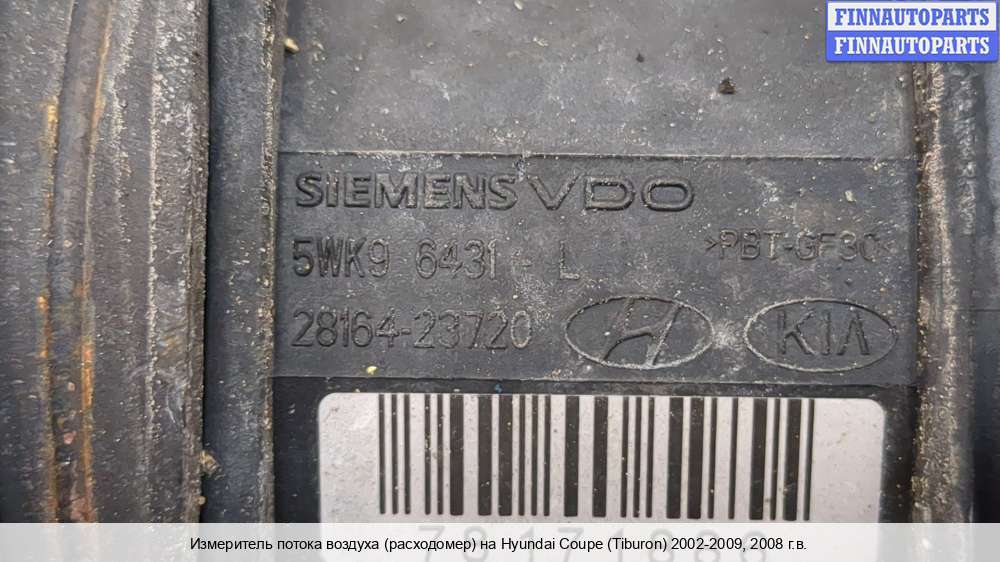 FINNAUTOPARTS
FINNAUTOPARTS
SIEMENS VDO
5WK9 6431 - L
>PBT-GF30<
28164-23720
KIA
Измеритель потока воздуха (расходомер) на Hyundai Coupe (Tiburon) 2002-2009, 2008 г.в.